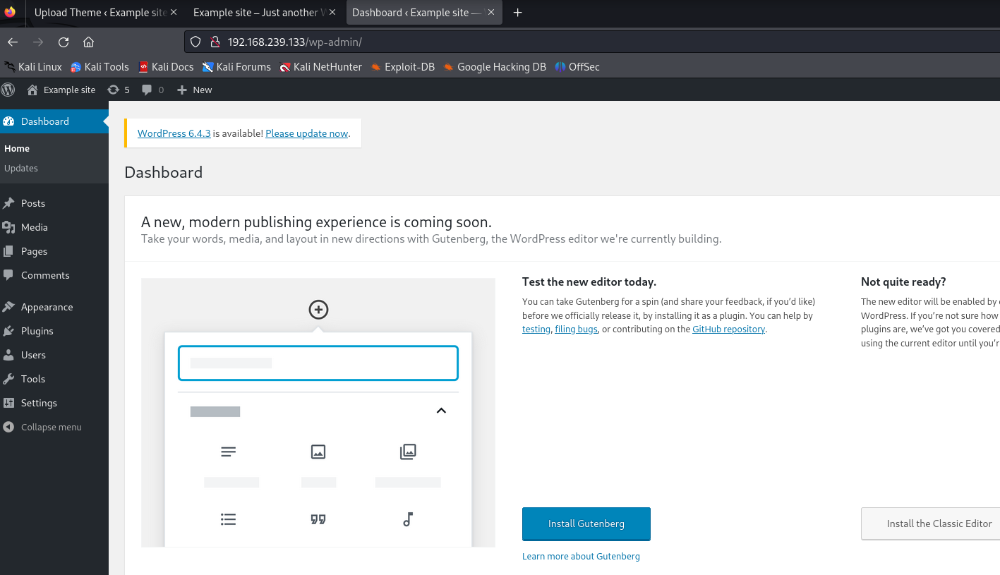 Upload Theme ‹ Example site
Example site – Just another W
Dashboard ‹ Example site —
192.168.239.133/wp-admin/
Kali Linux
Kali Tools
Kali Docs
Kali Forums
Kali NetHunter
Exploit-DB
Google Hacking DB
OffSec
Example site
5
0
New
Dashboard
Home
Updates
Posts
Media
Pages
Comments
Appearance
Plugins
Users
Tools
Settings
Collapse menu
WordPress 6.4.3 is available! Please update now.
Dashboard
A new, modern publishing experience is coming soon.
Take your words, media, and layout in new directions with Gutenberg, the WordPress editor we're currently building.
Test the new editor today.
You can take Gutenberg for a spin (and share your feedback, if you’d like)
before we officially release it, by installing it as a plugin. You can help by
testing, filing bugs, or contributing on the GitHub repository.
Install Gutenberg
Learn more about Gutenberg
Not quite ready?
The new editor will be enabled by
WordPress. If you’re not sure how
plugins are, we’ve got you covered
using the current editor until you’r
Install the Classic Editor